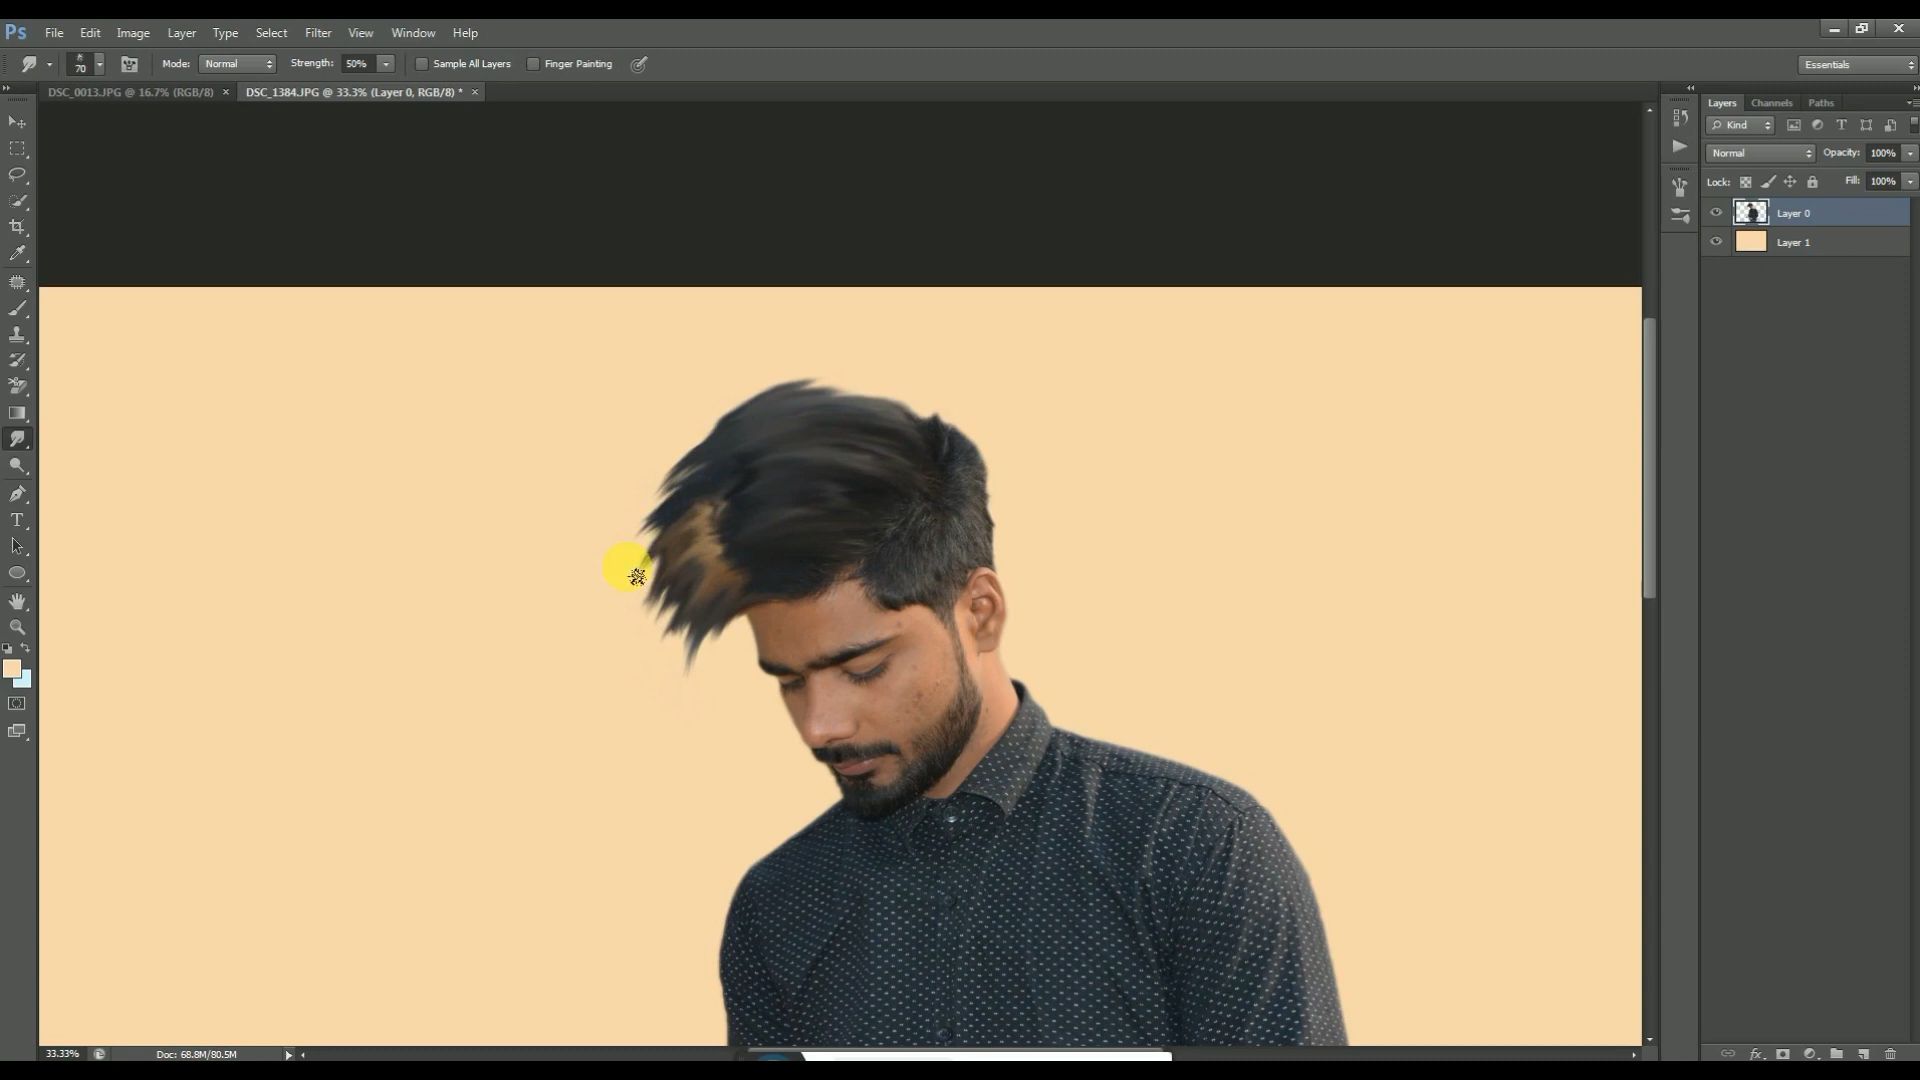 Ps File Edit Image Layer Type Select Filter View Window Help
70 Mode: Normal Strength: 50% Sample All Layers Finger Painting Essentials
DSC_0013.JPG @ 16.7% (RGB/8) × DSC_1384.JPG @ 33.3% (Layer 0, RGB/8) * ×
Layers Channels Paths
Kind
Normal Opacity: 100%
Lock: Fill: 100%
Layer 0
Layer 1
33.33% Doc: 68.8M/80.5M